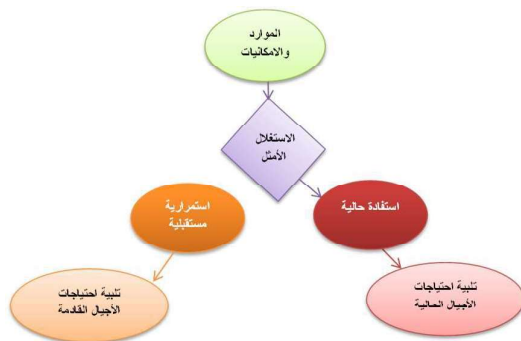 الموارد
والامكانيات
الاستغلال
الأمثل
استفادة حالية
استمرارية
مستقبلية
تلبية احتياجات
الأجيال الحالية
تلبية احتياجات
الأجيال القادمة